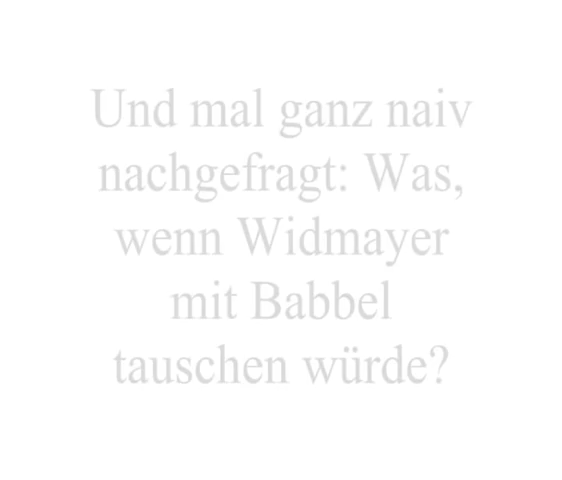 Und mal ganz naiv
nachgefragt: Was,
wenn Widmayer
mit Babbel
tauschen würde?